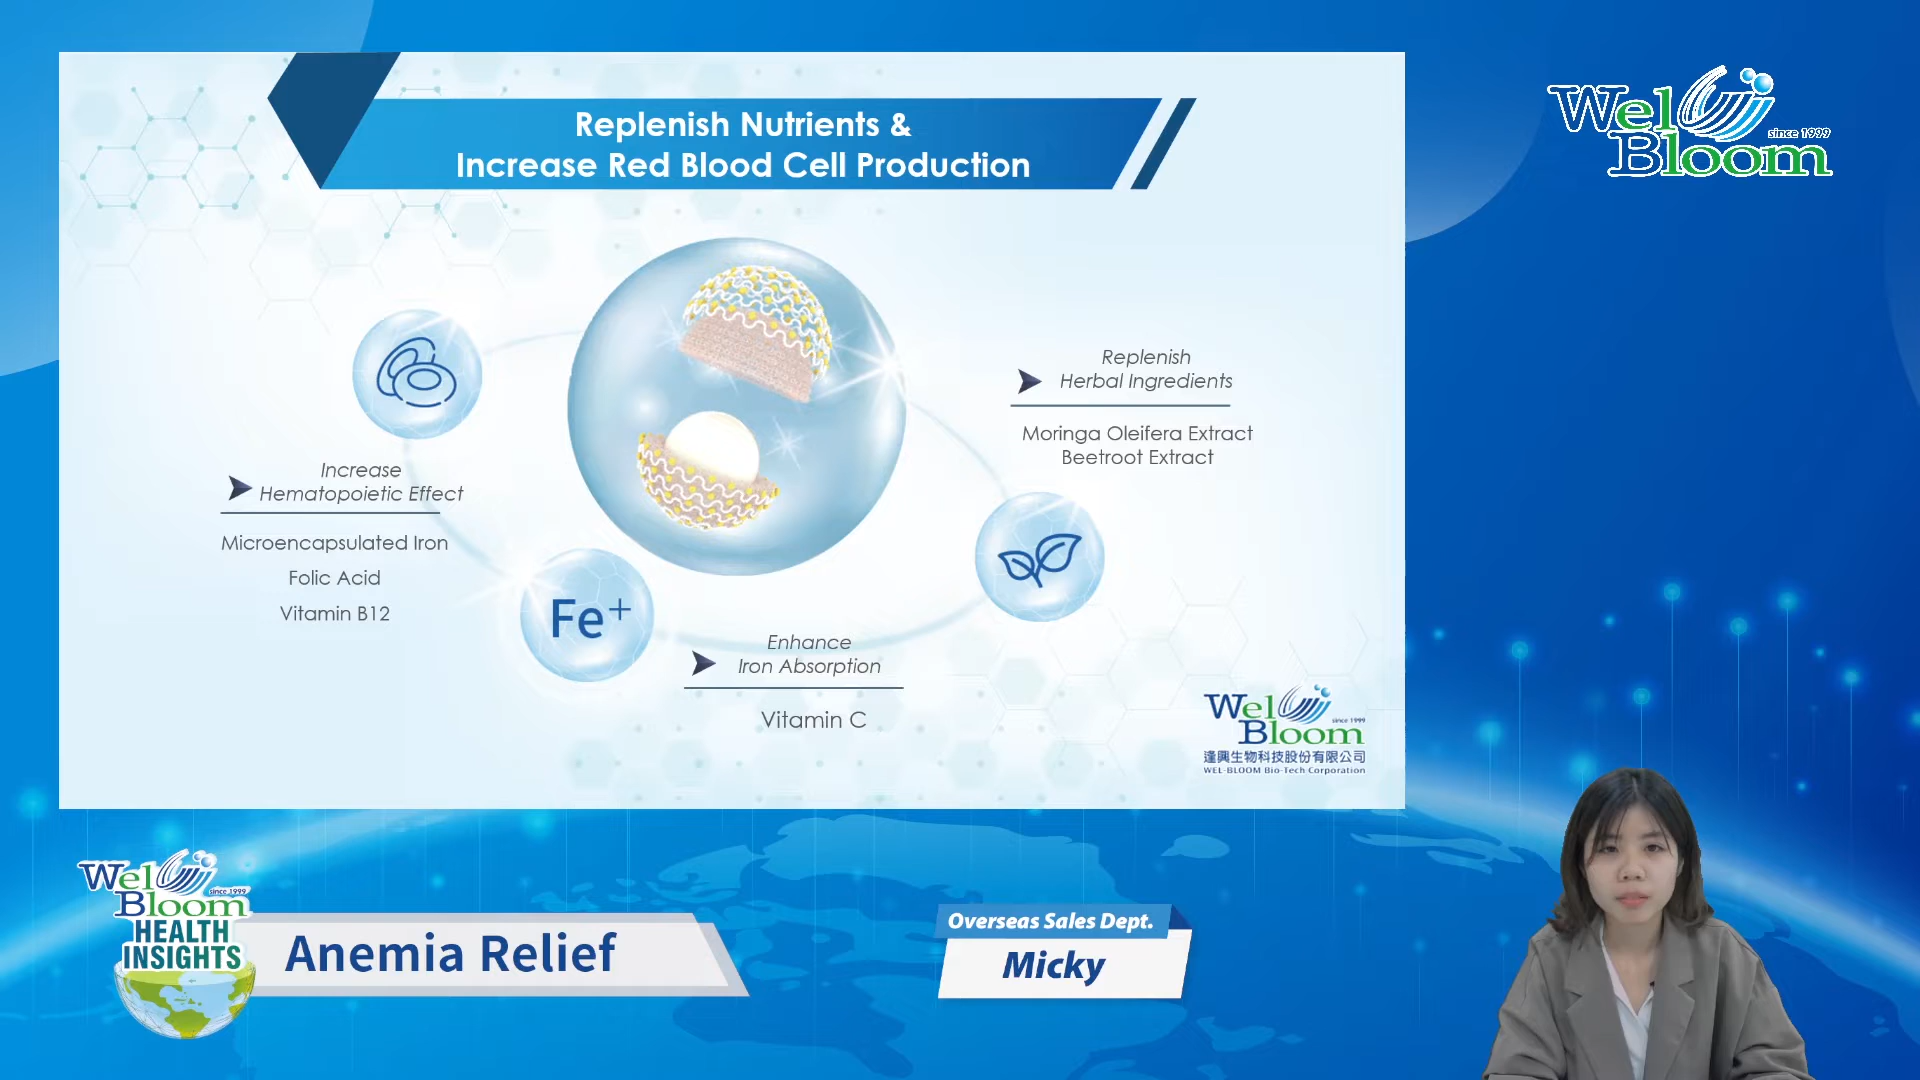 Replenish Nutrients &
Increase Red Blood Cell Production
Wel
Bloom
since 1999
Replenish
Herbal Ingredients
Moringa Oleifera Extract
Beetroot Extract
Increase
Hematopoietic Effect
Microencapsulated Iron
Folic Acid
Vitamin B12
Fe+
Enhance
Iron Absorption
Vitamin C
Wel
Bloom
since 1999
逢興生物科技股份有限公司
WEL-BLOOM Bio-Tech Corporation
Wel
Bloom
since 1999
HEALTH
INSIGHTS
Anemia Relief
Overseas Sales Dept.
Micky